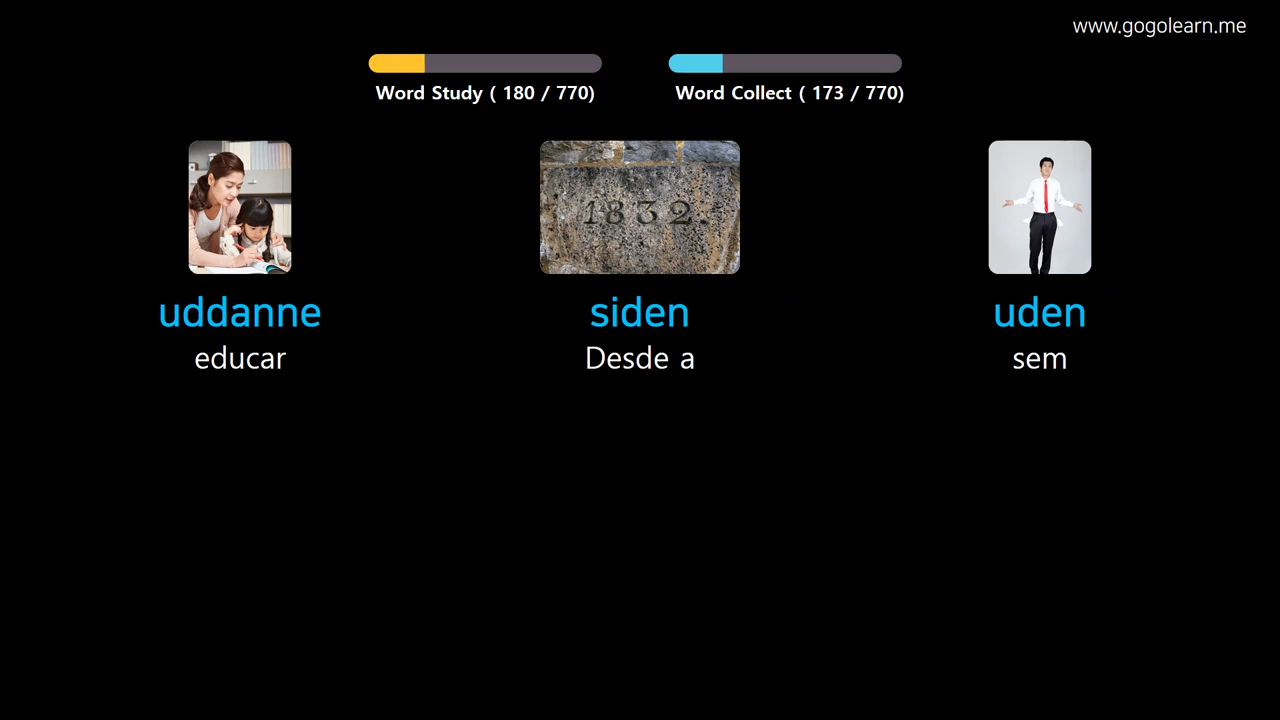 www.gogolearn.me
Word Study ( 180 / 770)
Word Collect ( 173 / 770)
1832
uddanne
siden
uden
educar
Desde a
sem